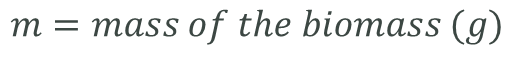 m = mass of the biomass (g)